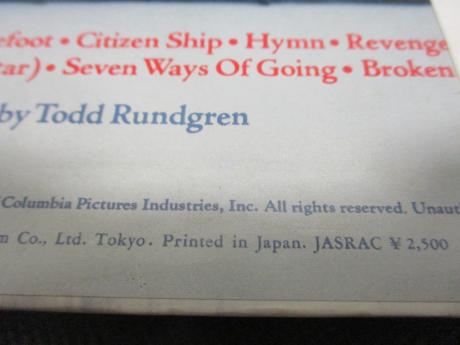 efoot • Citizen Ship • Hymn • Revenge
tar) • Seven Ways Of Going • Broken
by Todd Rundgren
Columbia Pictures Industries, Inc. All rights reserved. Unaut
n Co., Ltd. Tokyo. Printed in Japan. JASRAC ¥ 2,500